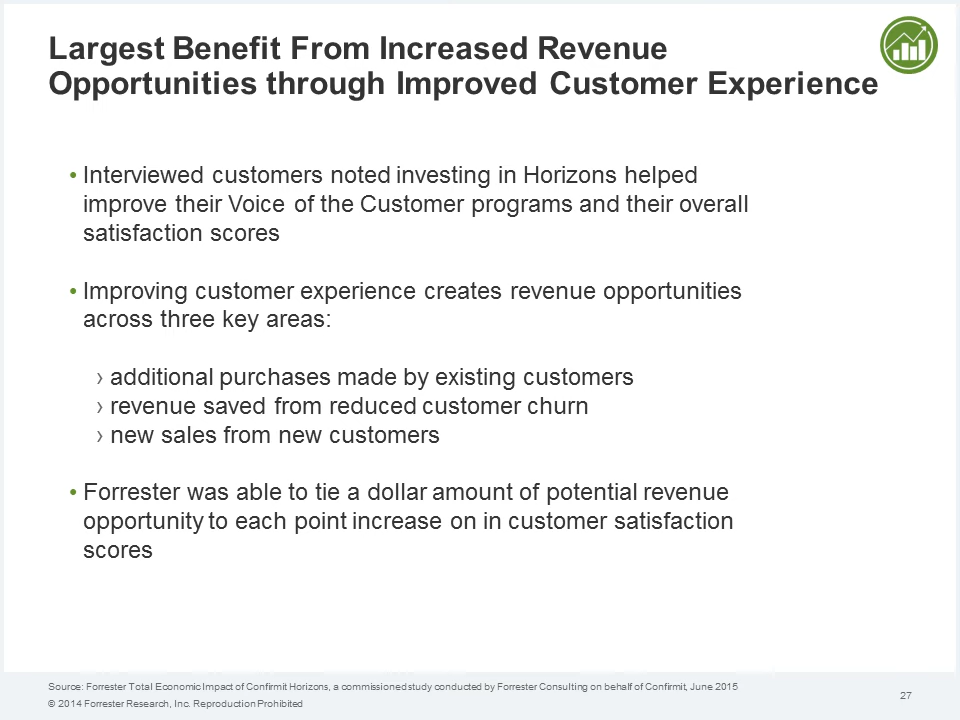 Largest Benefit From Increased Revenue
Opportunities through Improved Customer Experience
• Interviewed customers noted investing in Horizons helped
improve their Voice of the Customer programs and their overall
satisfaction scores
• Improving customer experience creates revenue opportunities
across three key areas:
› additional purchases made by existing customers
› revenue saved from reduced customer churn
› new sales from new customers
• Forrester was able to tie a dollar amount of potential revenue
opportunity to each point increase on in customer satisfaction
scores
Source: Forrester Total Economic Impact of Confirmit Horizons, a commissioned study conducted by Forrester Consulting on behalf of Confirmit, June 2015
© 2014 Forrester Research, Inc. Reproduction Prohibited
27